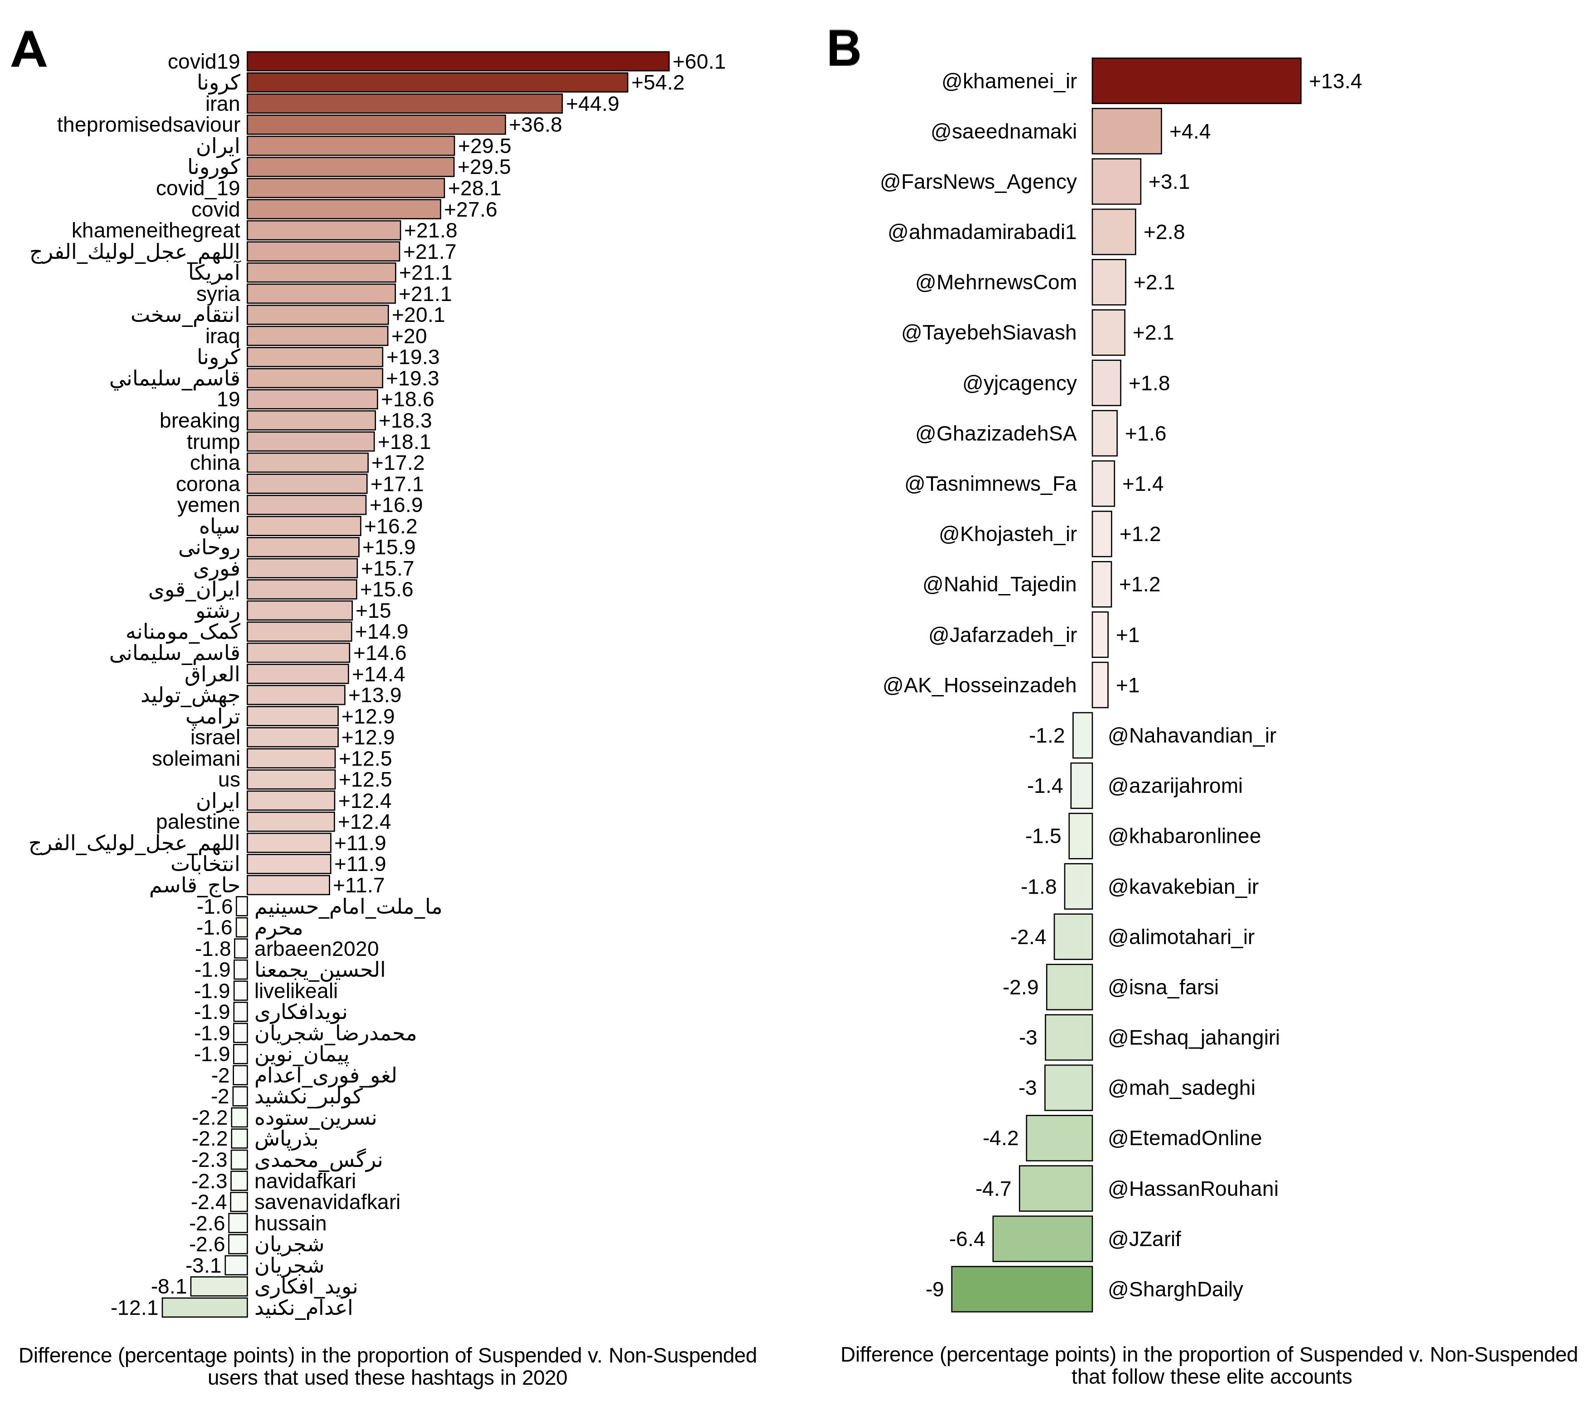 A
covid19 +60.1
کرونا +54.2
iran +44.9
thepromisedsaviour +36.8
ایران +29.5
کورونا +29.5
covid_19 +28.1
covid +27.6
khameneithegreat +21.8
اللهم_عجل_لوليك_الفرج +21.7
آمریکا +21.1
syria +21.1
انتقام_سخت +20.1
iraq +20
كرونا +19.3
قاسم_سليماني +19.3
19 +18.6
breaking +18.3
trump +18.1
china +17.2
corona +17.1
yemen +16.9
سپاه +16.2
روحانی +15.9
فوری +15.7
ایران_قوی +15.6
رشتو +15
کمک_مومنانه +14.9
قاسم_سلیمانی +14.6
العراق +14.4
جهش_تولید +13.9
ترامپ +12.9
israel +12.9
soleimani +12.5
us +12.5
ايران +12.4
palestine +12.4
اللهم_عجل_لولیک_الفرج +11.9
انتخابات +11.9
حاج_قاسم +11.7
-1.6 ما_ملت_امام_حسینیم
-1.6 محرم
-1.8 arbaeen2020
-1.9 الحسین_یجمعنا
-1.9 livelikeali
-1.9 نویدافکاری
-1.9 محمدرضا_شجریان
-1.9 پیمان_نوین
-2 لغو_فوری_اعدام
-2 کولبر_نکشید
-2.2 نسرین_ستوده
-2.2 بذرپاش
-2.3 نرگس_محمدی
-2.3 navidafkari
-2.4 savenavidafkari
-2.6 hussain
-2.6 شجریان
-3.1 شجريان
-8.1 نوید_افکاری
-12.1 اعدام_نکنید
Difference (percentage points) in the proportion of Suspended v. Non-Suspended
users that used these hashtags in 2020
B
@khamenei_ir +13.4
@saeednamaki +4.4
@FarsNews_Agency +3.1
@ahmadamirabadi1 +2.8
@MehrnewsCom +2.1
@TayebehSiavash +2.1
@yjcagency +1.8
@GhazizadehSA +1.6
@Tasnimnews_Fa +1.4
@Khojasteh_ir +1.2
@Nahid_Tajedin +1.2
@Jafarzadeh_ir +1
@AK_Hosseinzadeh +1
-1.2 @Nahavandian_ir
-1.4 @azarijahromi
-1.5 @khabaronlinee
-1.8 @kavakebian_ir
-2.4 @alimotahari_ir
-2.9 @isna_farsi
-3 @Eshaq_jahangiri
-3 @mah_sadeghi
-4.2 @EtemadOnline
-4.7 @HassanRouhani
-6.4 @JZarif
-9 @SharghDaily
Difference (percentage points) in the proportion of Suspended v. Non-Suspended
that follow these elite accounts